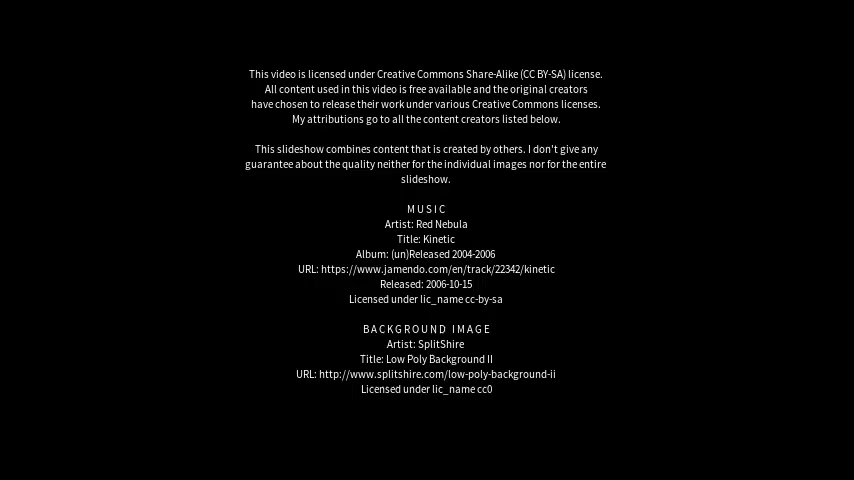 This video is licensed under Creative Commons Share-Alike (CC BY-SA) license.
All content used in this video is free available and the original creators
have chosen to release their work under various Creative Commons licenses.
My attributions go to all the content creators listed below.
This slideshow combines content that is created by others. I don't give any
guarantee about the quality neither for the individual images nor for the entire
slideshow.
MUSIC
Artist: Red Nebula
Title: Kinetic
Album: (un)Released 2004-2006
URL: https://www.jamendo.com/en/track/22342/kinetic
Released: 2006-10-15
Licensed under lic_name cc-by-sa
BACKGROUND IMAGE
Artist: SplitShire
Title: Low Poly Background II
URL: http://www.splitshire.com/low-poly-background-ii
Licensed under lic_name cc0